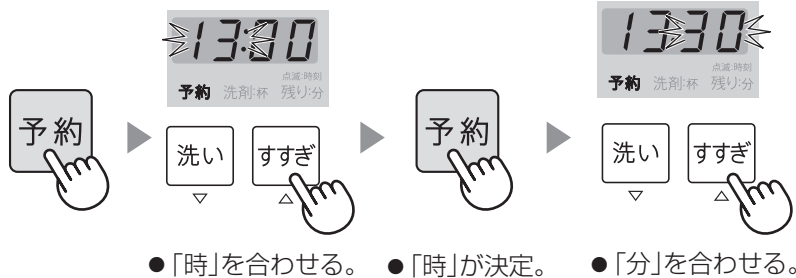 予約
13:00
点滅:時刻
予約 洗剤:杯 残り:分
洗い すすぎ
▽ △
●「時」を合わせる。
予約
●「時」が決定。
13 30
点滅:時刻
予約 洗剤:杯 残り:分
洗い すすぎ
▽ △
●「分」を合わせる。